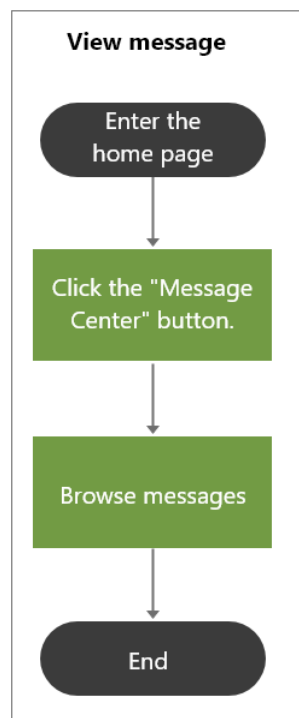 View message
Enter the
home page
Click the "Message
Center" button.
Browse messages
End